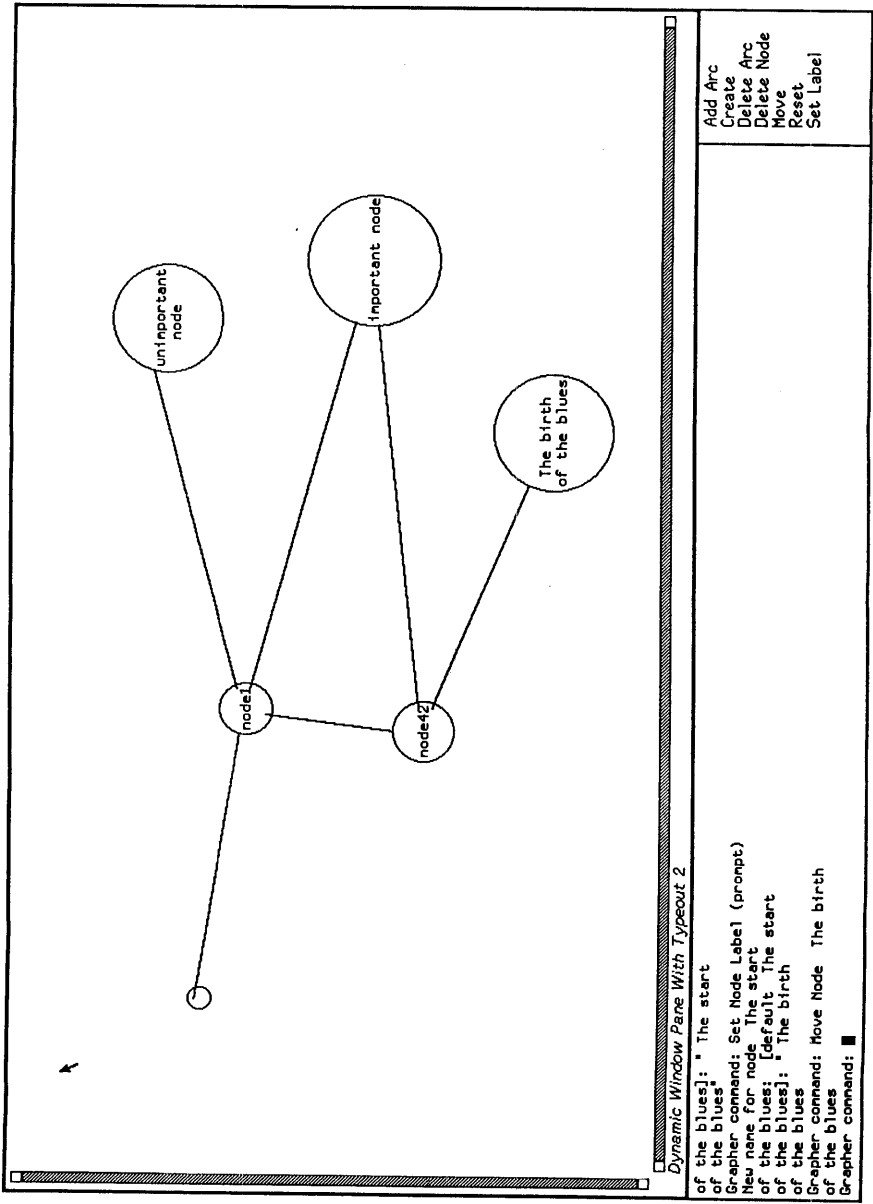 unimportant
node
important node
node1
The birth
of the blues
node42
Dynamic Window Pane With Typeout 2
of the blues]: " The start
of the blues"
Grapher command: Set Node Label (prompt)
New name for node The start
of the blues: [default The start
of the blues]: " The birth
of the blues
Grapher command: Move Node The birth
of the blues
Grapher command:
Add Arc
Create
Delete Arc
Delete Node
Move
Reset
Set Label